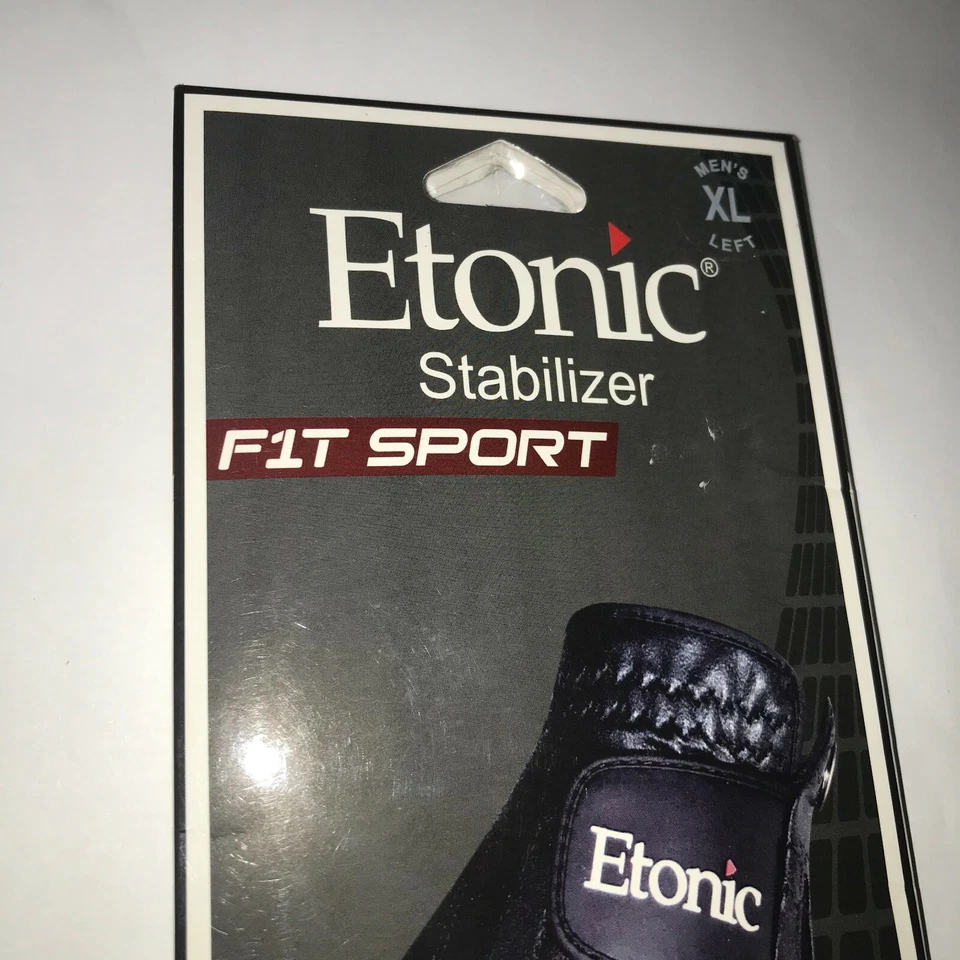 MEN'S
XL
LEFT
Etonic®
Stabilizer
F1T SPORT
Etonic